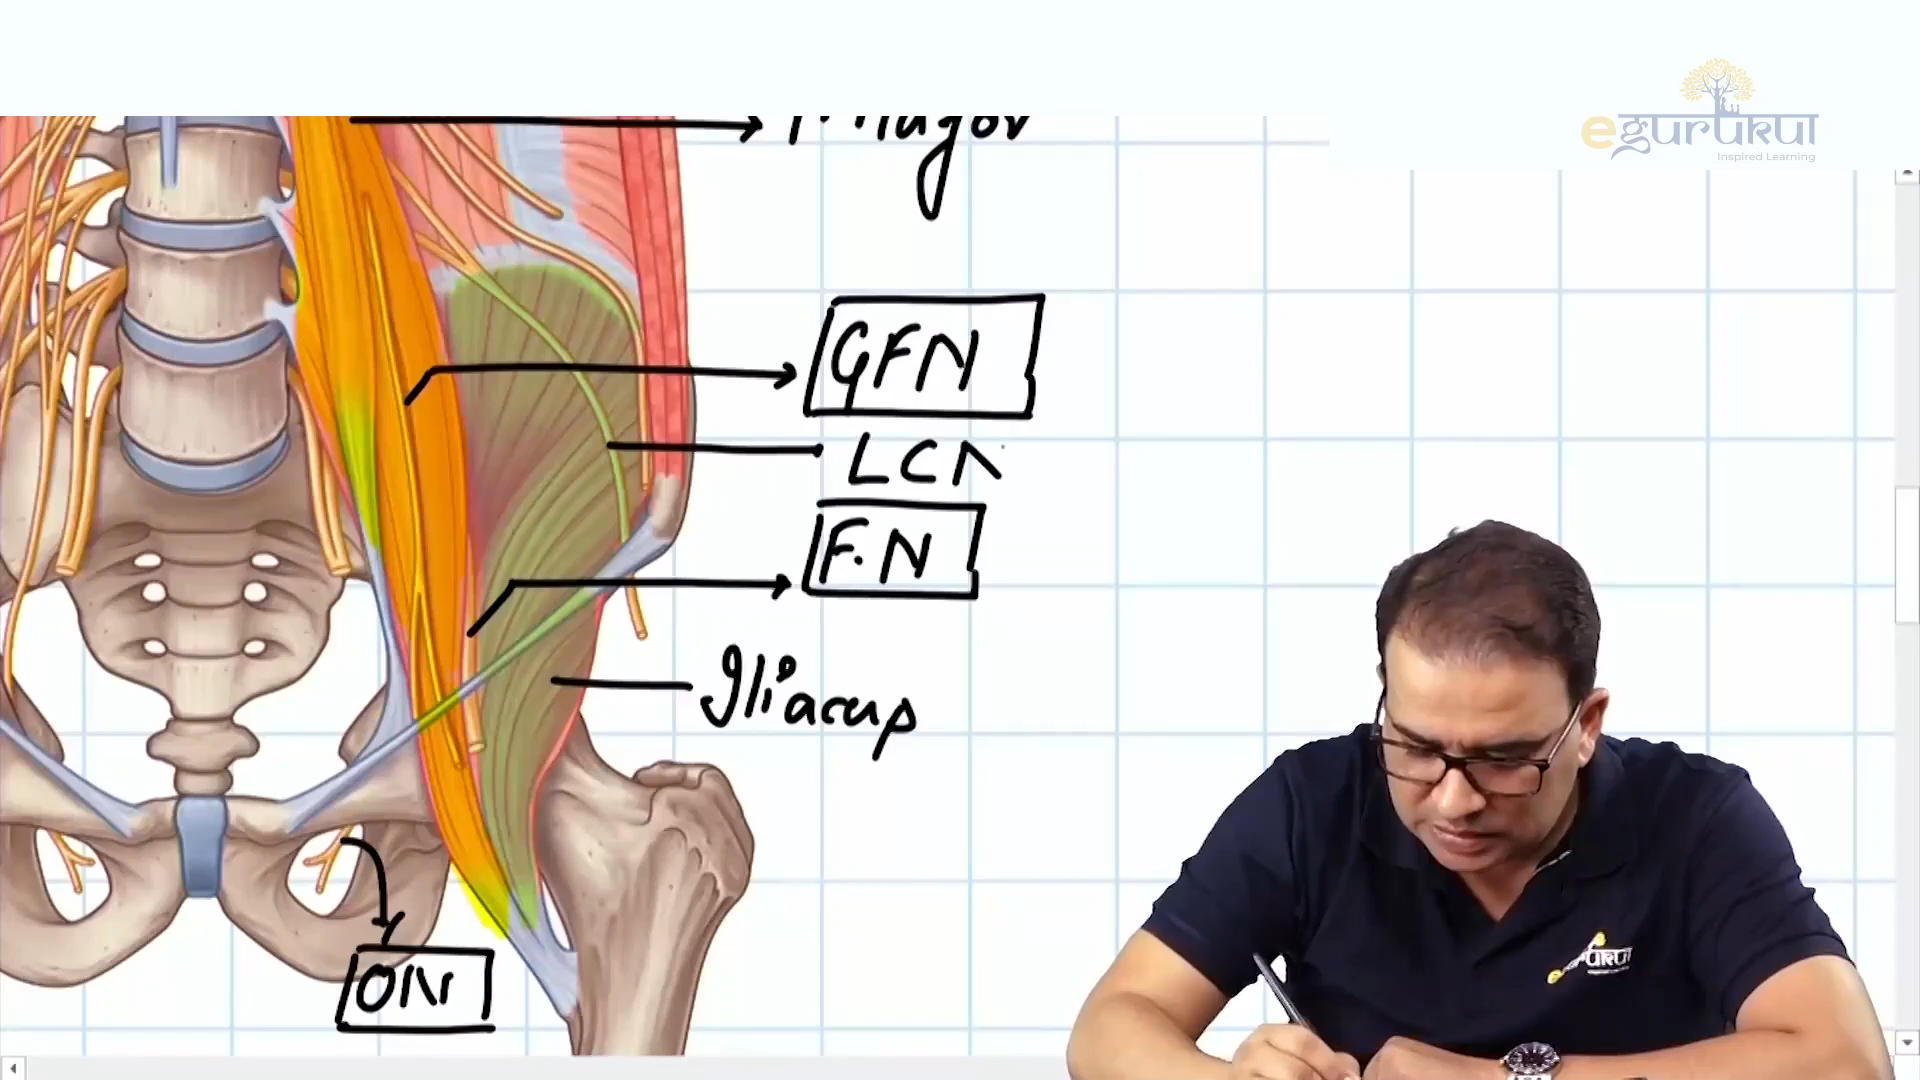 egurukul
Inspired Learning
GFN
LCN
F.N
Iliacus
ON